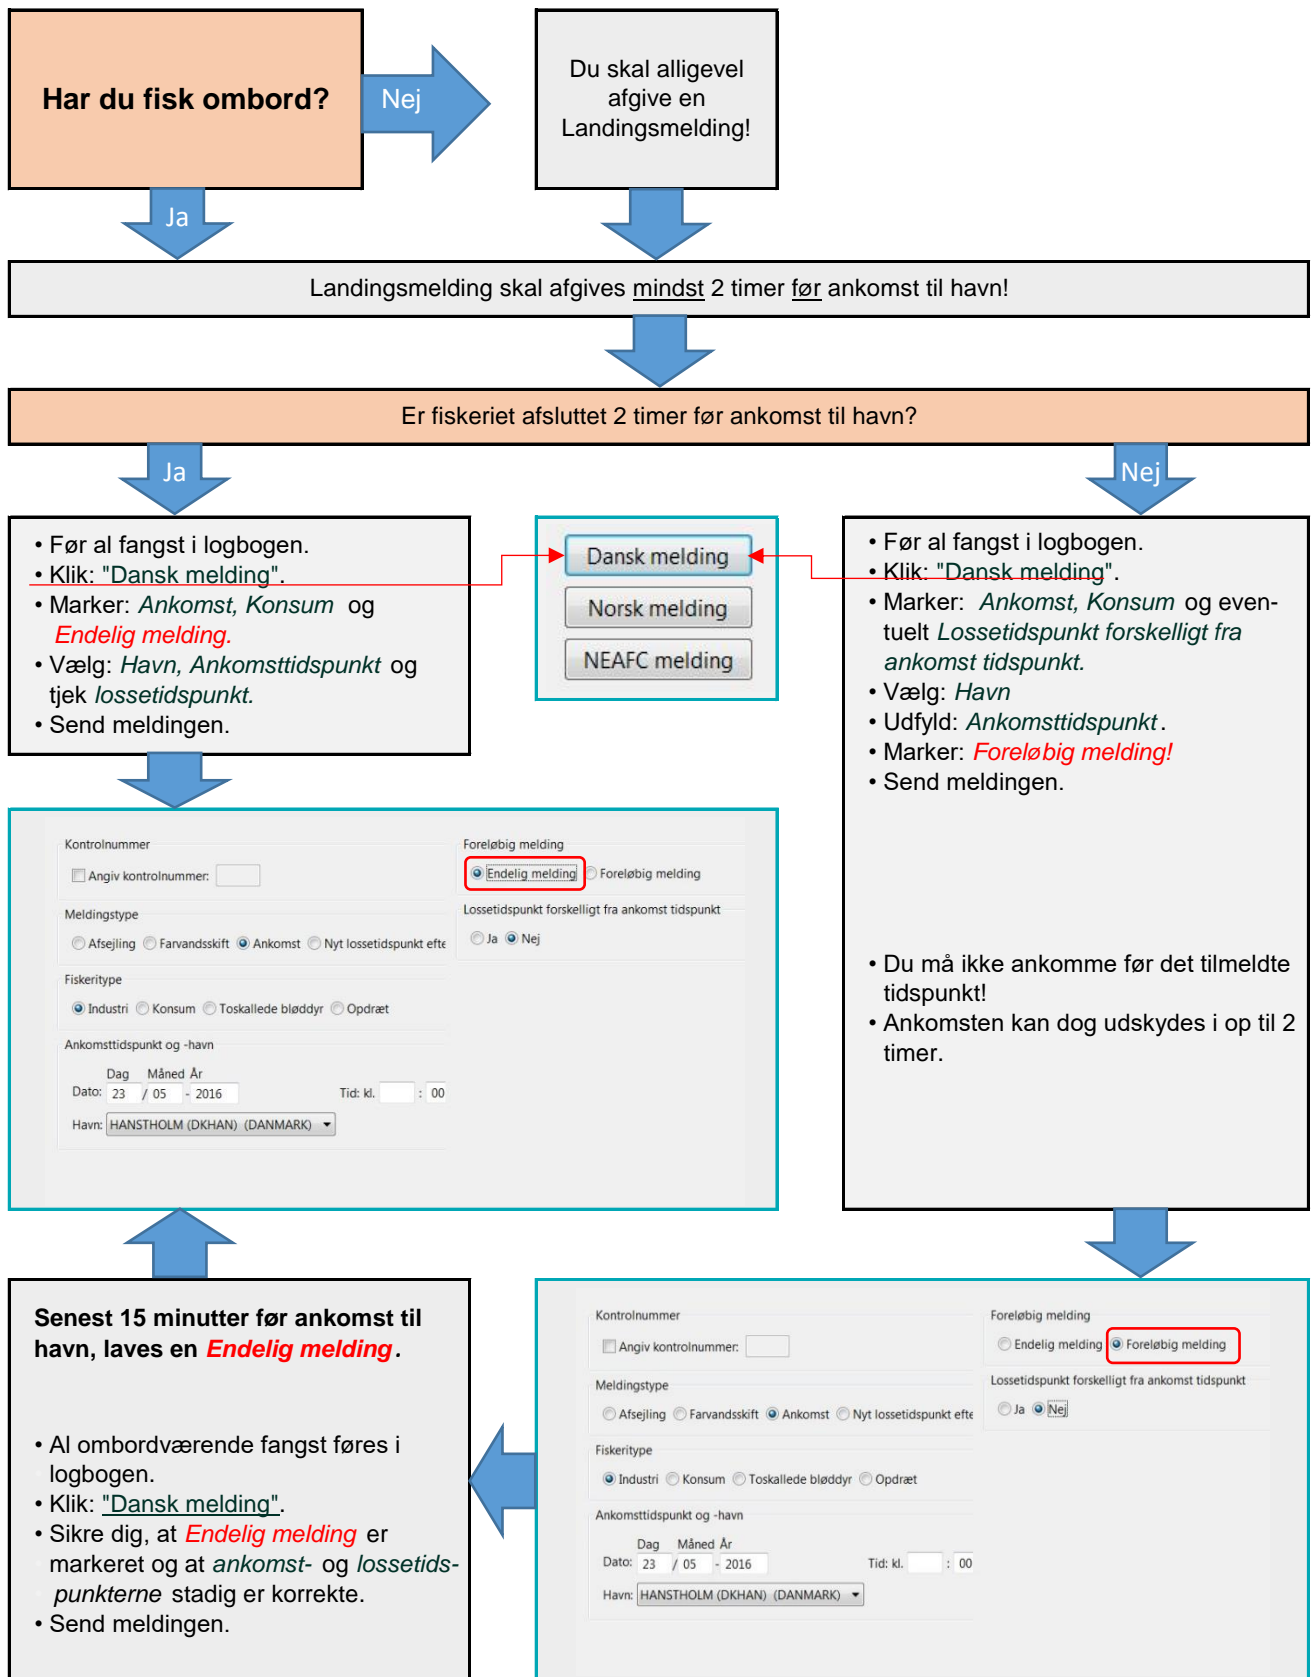 Har du fisk ombord?
Nej
Du skal alligevel
afgive en
Landingsmelding!
Ja
Landingsmelding skal afgives mindst 2 timer før ankomst til havn!
Er fiskeriet afsluttet 2 timer før ankomst til havn?
Ja
Nej
• Før al fangst i logbogen.
• Klik: "Dansk melding".
• Marker: Ankomst, Konsum og
Endelig melding.
• Vælg: Havn, Ankomsttidspunkt og
tjek lossetidspunkt.
• Send meldingen.
Dansk melding
Norsk melding
NEAFC melding
• Før al fangst i logbogen.
• Klik: "Dansk melding".
• Marker: Ankomst, Konsum og even-
tuelt Lossetidspunkt forskelligt fra
ankomst tidspunkt.
• Vælg: Havn
• Udfyld: Ankomsttidspunkt.
• Marker: Foreløbig melding!
• Send meldingen.
• Du må ikke ankomme før det tilmeldte
tidspunkt!
• Ankomsten kan dog udskydes i op til 2
timer.
Kontrolnummer
Angiv kontrolnummer:
Foreløbig melding
Endelig melding Foreløbig melding
Meldingstype
Afsejling Farvandsskift Ankomst Nyt lossetidspunkt efte
Lossetidspunkt forskelligt fra ankomst tidspunkt
Ja Nej
Fiskeritype
Industri Konsum Toskallede bløddyr Opdræt
Ankomsttidspunkt og -havn
Dag Måned År
Dato: 23 / 05 - 2016 Tid: kl. : 00
Havn: HANSTHOLM (DKHAN) (DANMARK)
Senest 15 minutter før ankomst til
havn, laves en Endelig melding.
• Al ombordværende fangst føres i
logbogen.
• Klik: "Dansk melding".
• Sikre dig, at Endelig melding er
markeret og at ankomst- og lossetids-
punkterne stadig er korrekte.
• Send meldingen.
Kontrolnummer
Angiv kontrolnummer:
Foreløbig melding
Endelig melding Foreløbig melding
Meldingstype
Afsejling Farvandsskift Ankomst Nyt lossetidspunkt efte
Lossetidspunkt forskelligt fra ankomst tidspunkt
Ja Nej
Fiskeritype
Industri Konsum Toskallede bløddyr Opdræt
Ankomsttidspunkt og -havn
Dag Måned År
Dato: 23 / 05 - 2016 Tid: kl. : 00
Havn: HANSTHOLM (DKHAN) (DANMARK)